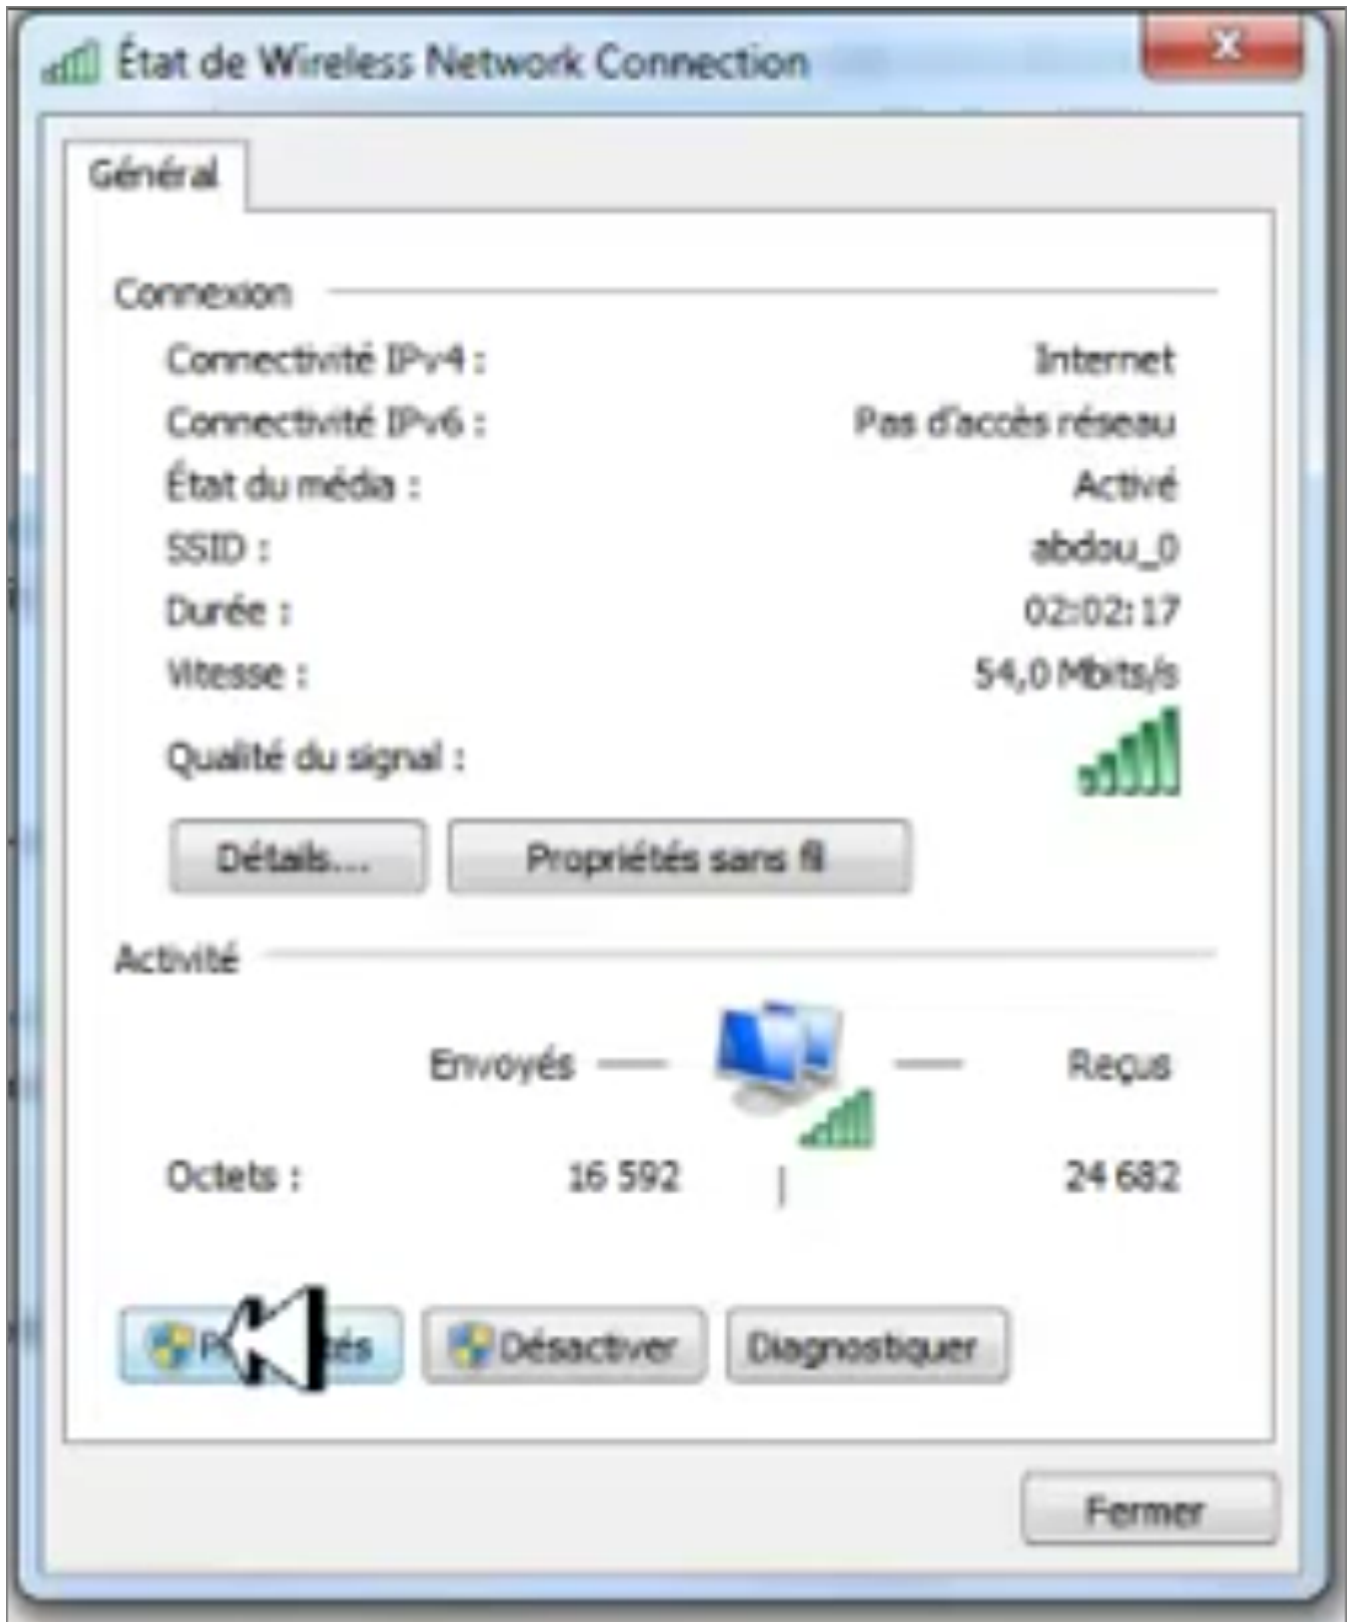 État de Wireless Network Connection
X
Général
Connexion
Connectivité IPv4 : Internet
Connectivité IPv6 : Pas d'accès réseau
État du média : Activé
SSID : abdou_0
Durée : 02:02:17
Vitesse : 54,0 Mbits/s
Qualité du signal :
Détails... Propriétés sans fil
Activité
Envoyés Reçus
Octets : 16 592 24 682
Désactiver Diagnostiquer
Fermer